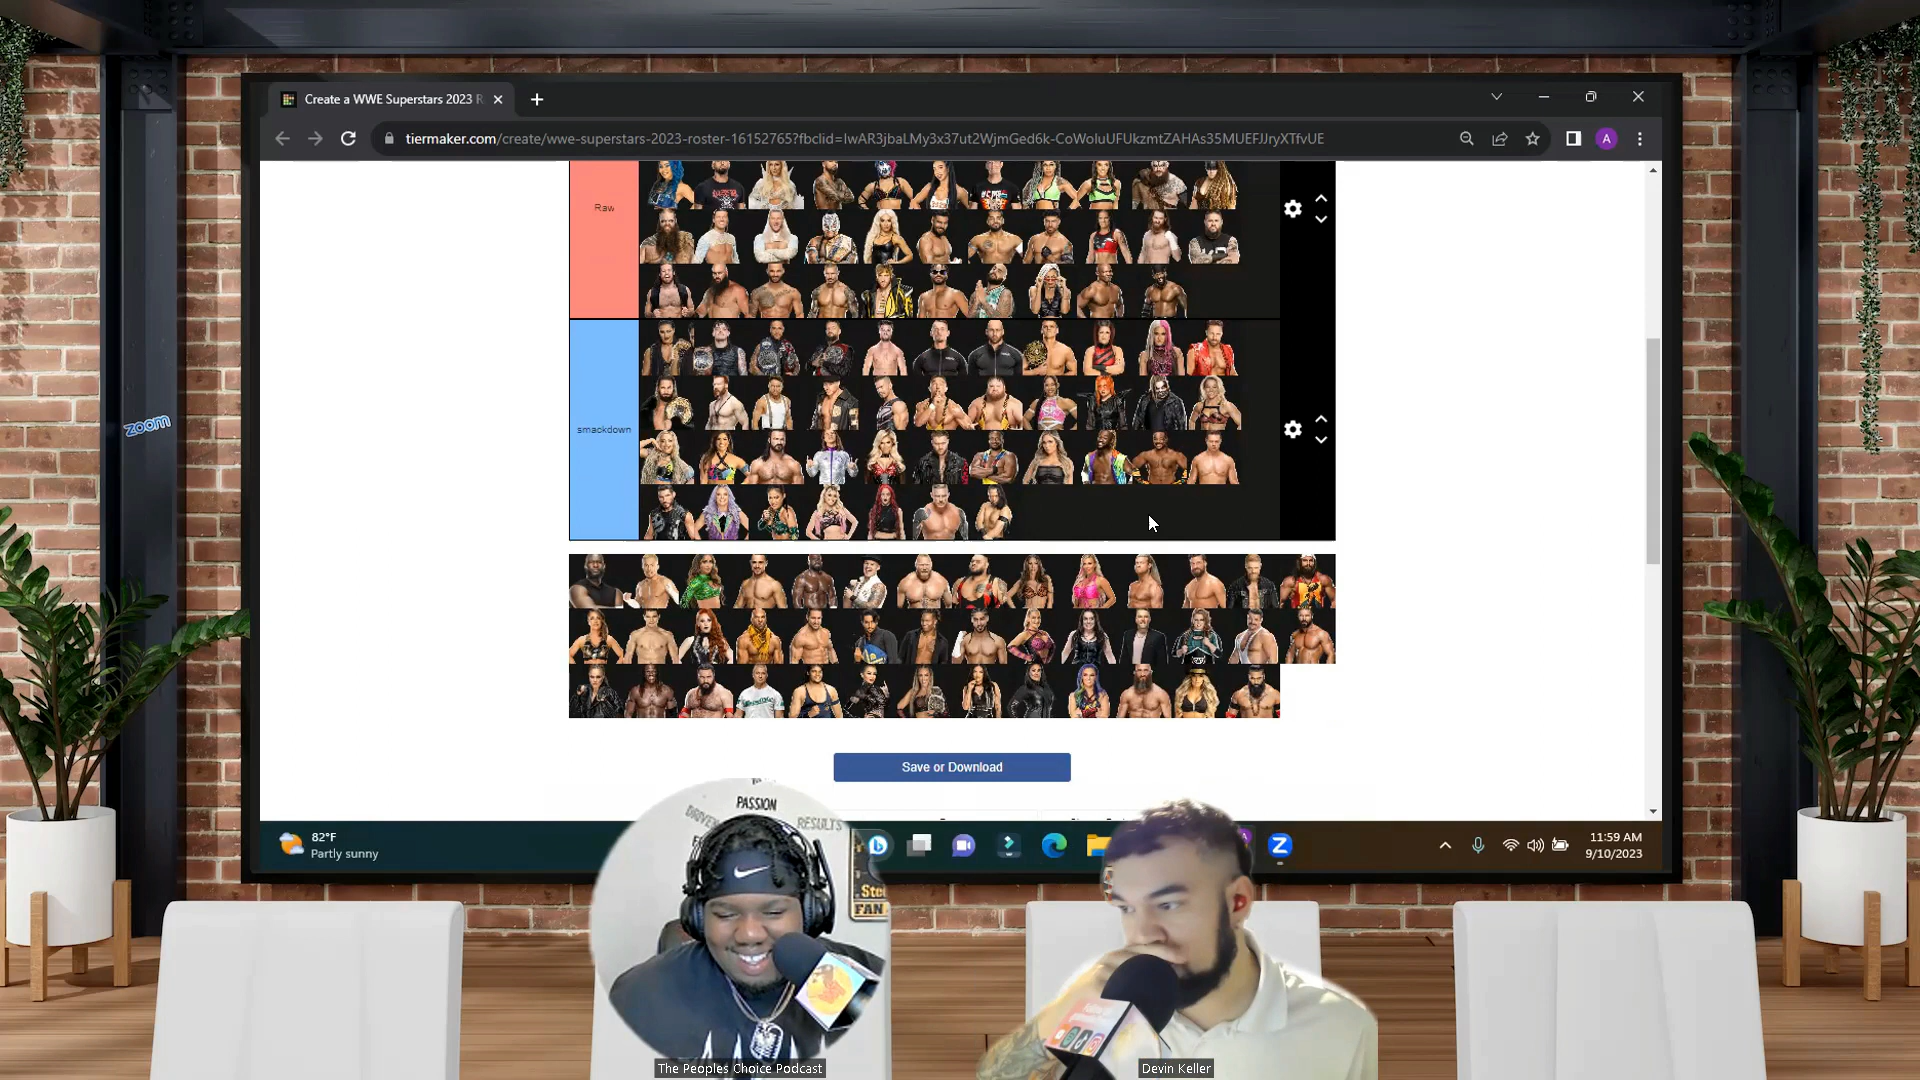 Create a WWE Superstars 2023 R
tiermaker.com/create/wwe-superstars-2023-roster-16152765?fbclid=IwAR3jbaLMy3x37ut2WjmGed6k-CoWoluUFUkzmtZAHAs35MUEFJJryXTfvUE
A
Raw
smackdown
zoom
Save or Download
82°F
Partly sunny
11:59 AM
9/10/2023
PASSION
DRIVE
RESULTS
FAN
The Peoples Choice Podcast
Devin Keller